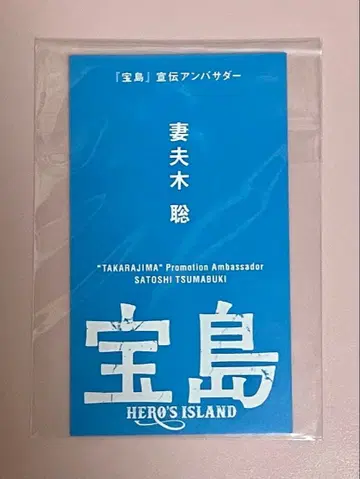 『宝島』宣伝アンバサダー
妻夫木 聡
"TAKARAJIMA" Promotion Ambassador
SATOSHI TSUMABUKI
宝島
HERO'S ISLAND